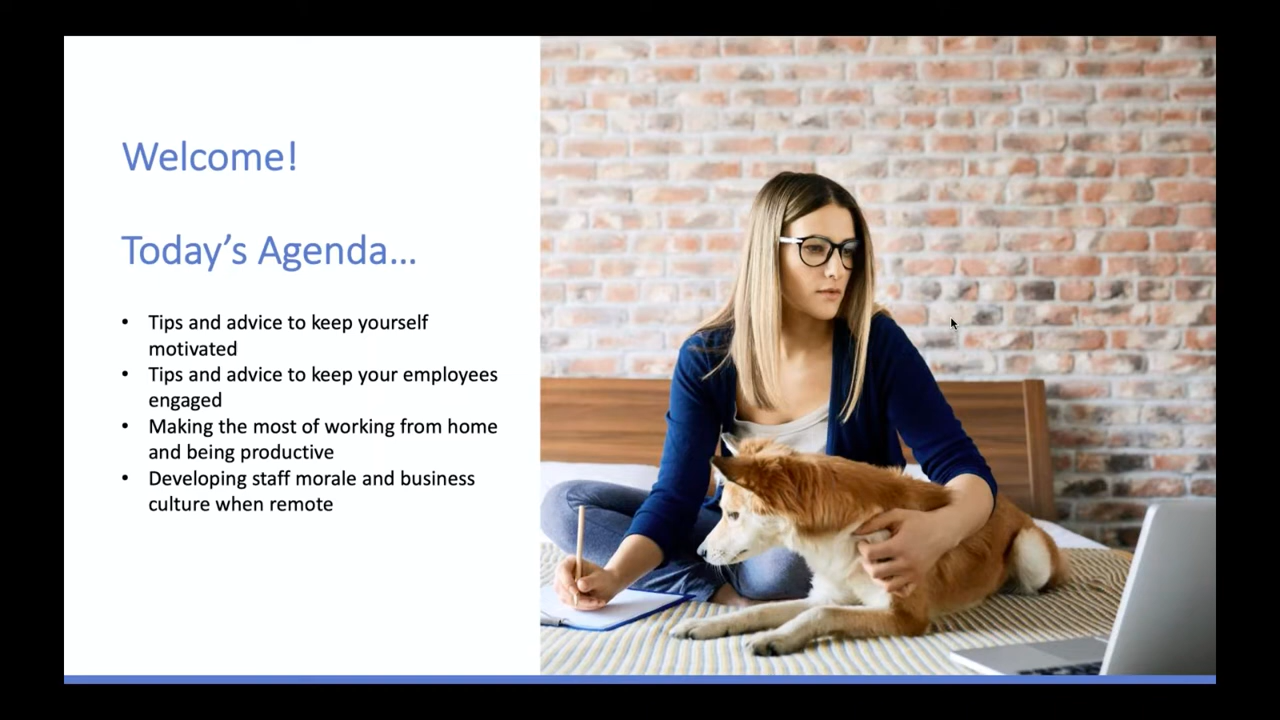 Welcome!
Today’s Agenda…
• Tips and advice to keep yourself
motivated
• Tips and advice to keep your employees
engaged
• Making the most of working from home
and being productive
• Developing staff morale and business
culture when remote